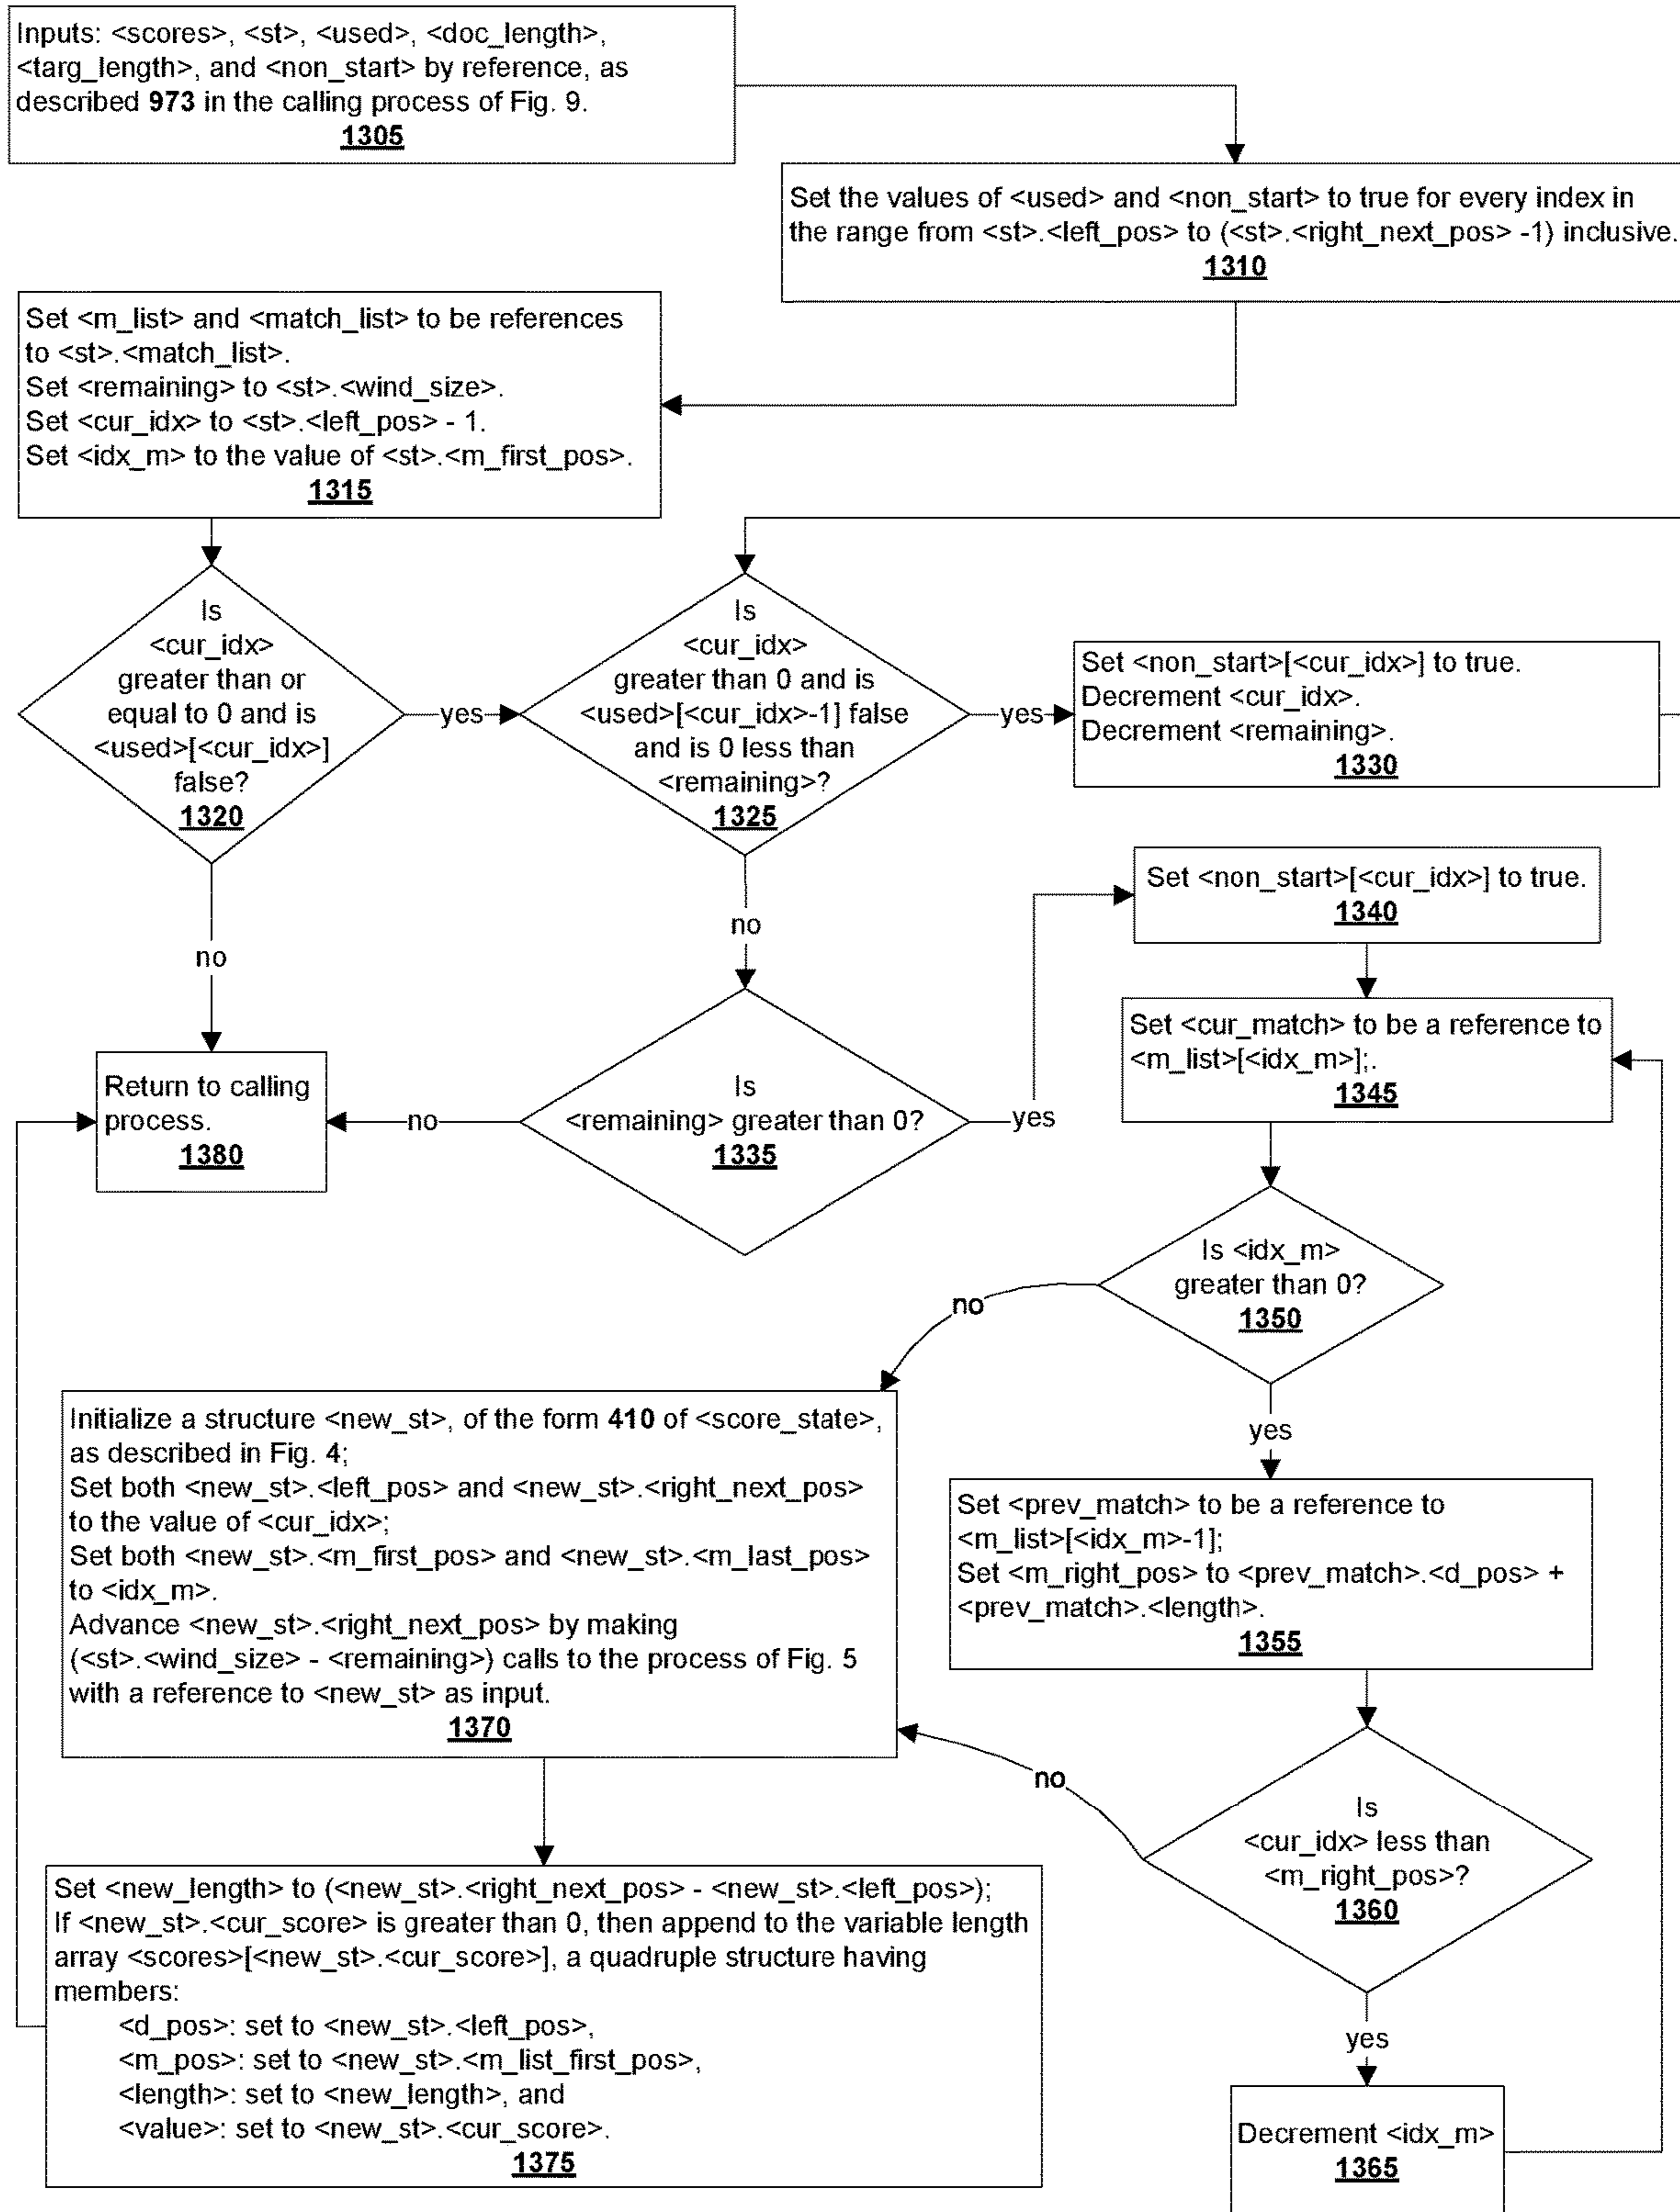 Inputs: <scores>, <st>, <used>, <doc_length>,
<targ_length>, and <non_start> by reference, as
described 973 in the calling process of Fig. 9.
1305
Set the values of <used> and <non_start> to true for every index in
the range from <st>.<left_pos> to (<st>.<right_next_pos> -1) inclusive.
1310
Set <m_list> and <match_list> to be references
to <st>.<match_list>.
Set <remaining> to <st>.<wind_size>.
Set <cur_idx> to <st>.<left_pos> - 1.
Set <idx_m> to the value of <st>.<m_first_pos>.
1315
Is
<cur_idx>
greater than or
equal to 0 and is
<used>[<cur_idx>]
false?
1320
yes
no
Is
<cur_idx>
greater than 0 and is
<used>[<cur_idx>-1] false
and is 0 less than
<remaining>?
1325
yes
no
Set <non_start>[<cur_idx>] to true.
Decrement <cur_idx>.
Decrement <remaining>.
1330
Is
<remaining> greater than 0?
1335
no
yes
Return to calling
process.
1380
Set <non_start>[<cur_idx>] to true.
1340
Set <cur_match> to be a reference to
<m_list>[<idx_m>];.
1345
Is <idx_m>
greater than 0?
1350
no
yes
Set <prev_match> to be a reference to
<m_list>[<idx_m>-1];
Set <m_right_pos> to <prev_match>.<d_pos> +
<prev_match>.<length>.
1355
Is
<cur_idx> less than
<m_right_pos>?
1360
no
yes
Decrement <idx_m>
1365
Initialize a structure <new_st>, of the form 410 of <score_state>,
as described in Fig. 4;
Set both <new_st>.<left_pos> and <new_st>.<right_next_pos>
to the value of <cur_idx>;
Set both <new_st>.<m_first_pos> and <new_st>.<m_last_pos>
to <idx_m>.
Advance <new_st>.<right_next_pos> by making
(<st>.<wind_size> - <remaining>) calls to the process of Fig. 5
with a reference to <new_st> as input.
1370
Set <new_length> to (<new_st>.<right_next_pos> - <new_st>.<left_pos>);
If <new_st>.<cur_score> is greater than 0, then append to the variable length
array <scores>[<new_st>.<cur_score>], a quadruple structure having
members:
<d_pos>: set to <new_st>.<left_pos>,
<m_pos>: set to <new_st>.<m_list_first_pos>,
<length>: set to <new_length>, and
<value>: set to <new_st>.<cur_score>.
1375